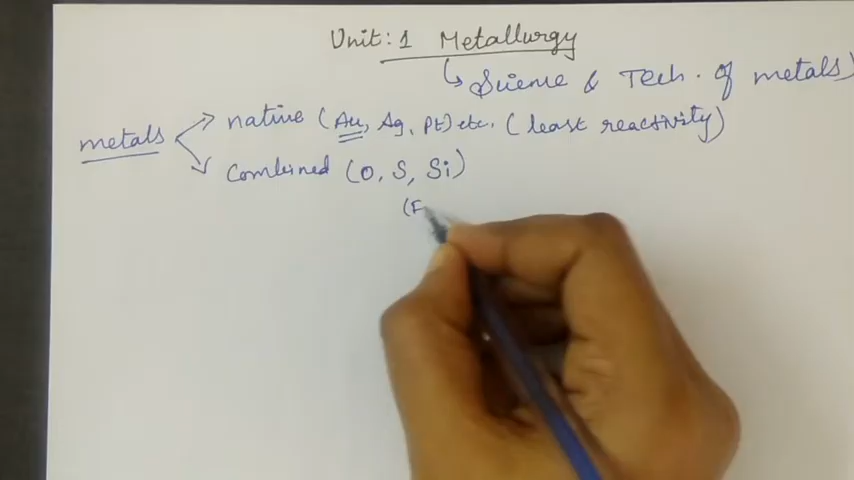 Unit: 1 Metallurgy
↳ Science & Tech. of metals)
metals → native (Au, Ag, Pt) etc. (least reactivity)
→ Combined (O, S, Si)
(F